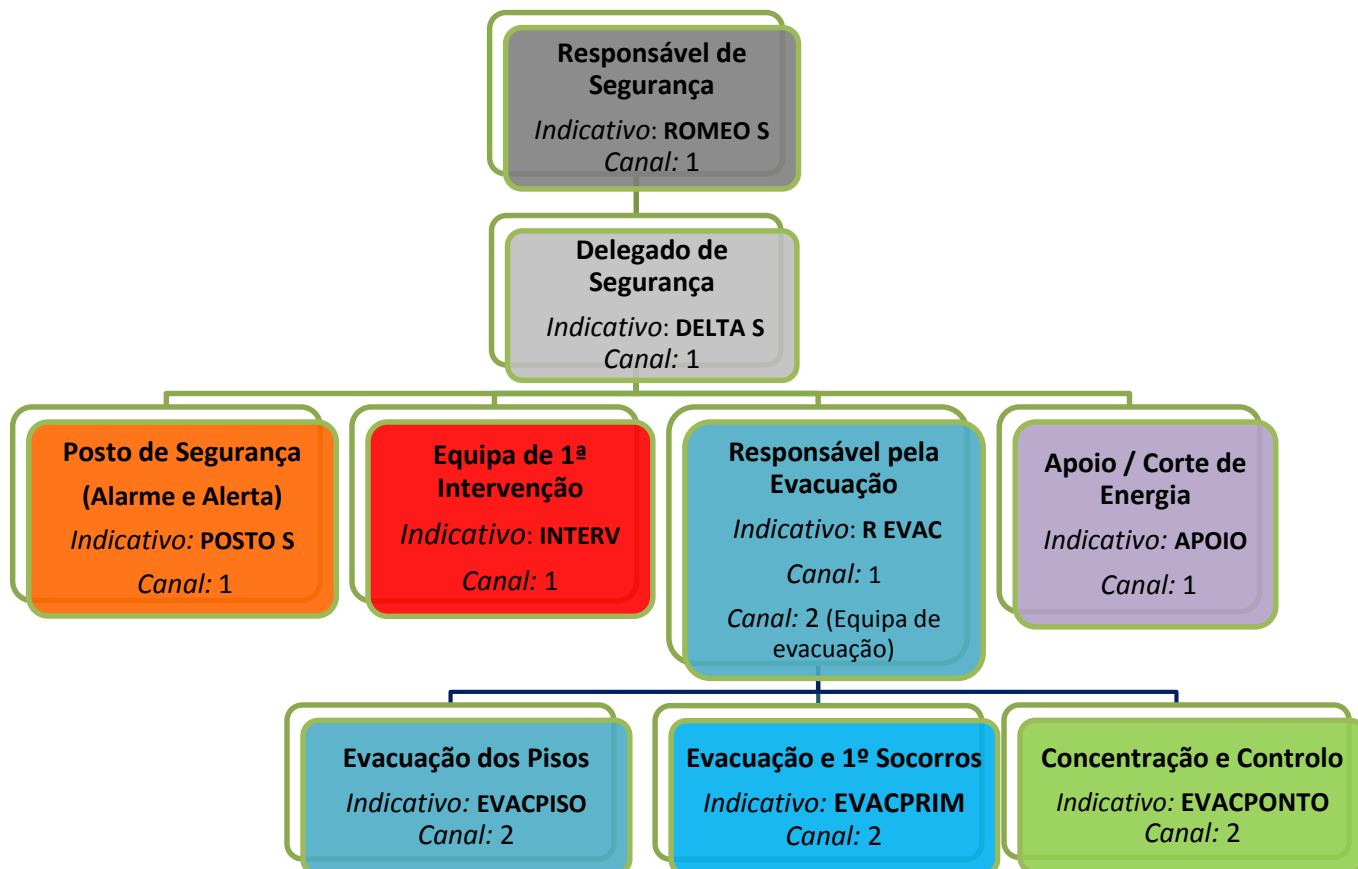 Responsável de
Segurança
Indicativo: ROMEO S
Canal: 1
Delegado de
Segurança
Indicativo: DELTA S
Canal: 1
Posto de Segurança
(Alarme e Alerta)
Indicativo: POSTO S
Canal: 1
Equipa de 1ª
Intervenção
Indicativo: INTERV
Canal: 1
Responsável pela
Evacuação
Indicativo: R EVAC
Canal: 1
Canal: 2 (Equipa de
evacuação)
Apoio / Corte de
Energia
Indicativo: APOIO
Canal: 1
Evacuação dos Pisos
Indicativo: EVACPISO
Canal: 2
Evacuação e 1º Socorros
Indicativo: EVACPRIM
Canal: 2
Concentração e Controlo
Indicativo: EVACPONTO
Canal: 2